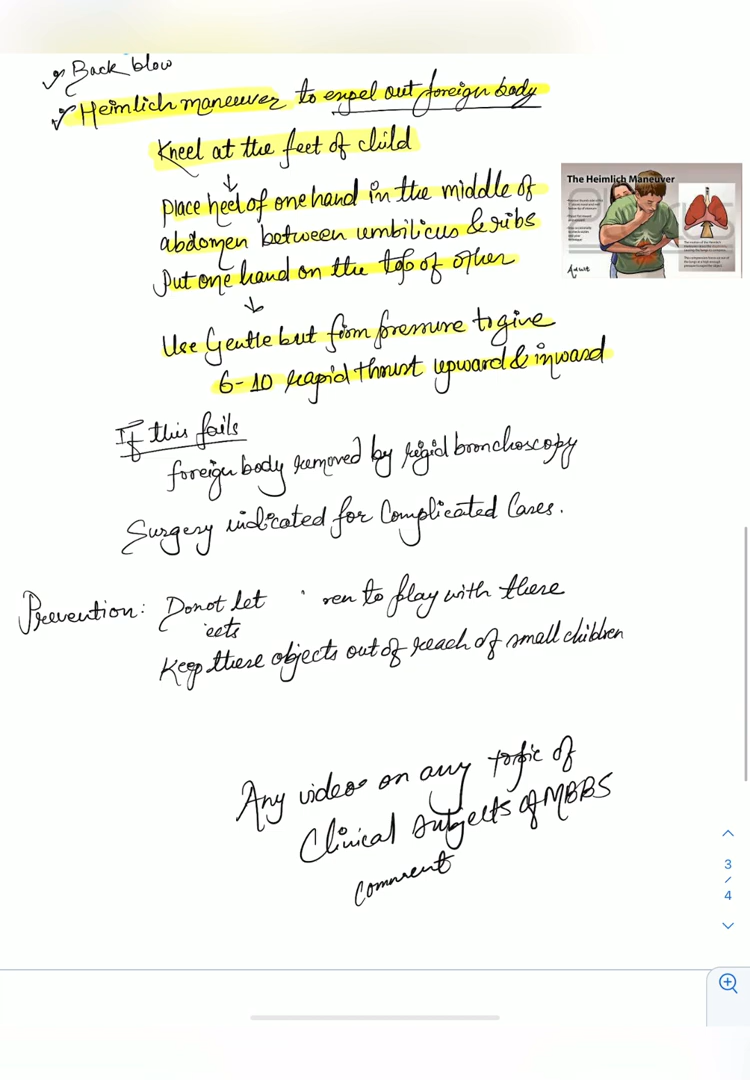 Back blow
Heimlich maneuver to expel out foreign body
Kneel at the feet of child
↓
Place heel of one hand in the middle of
abdomen between umbilicus & ribs
Put one hand on the top of other
↓
Use Gentle but firm pressure to give
6-10 rapid thrust upward & inward
The Heimlich Maneuver
Adult
If this fails
foreign body removed by rigid bronchoscopy
Surgery indicated for Complicated Cases.
Prevention: Donot let ren to play with these
ects
Keep these objects out of reach of small children
Any video on any topic of
Clinical Subjects of MBBS
Comment
3
/
4